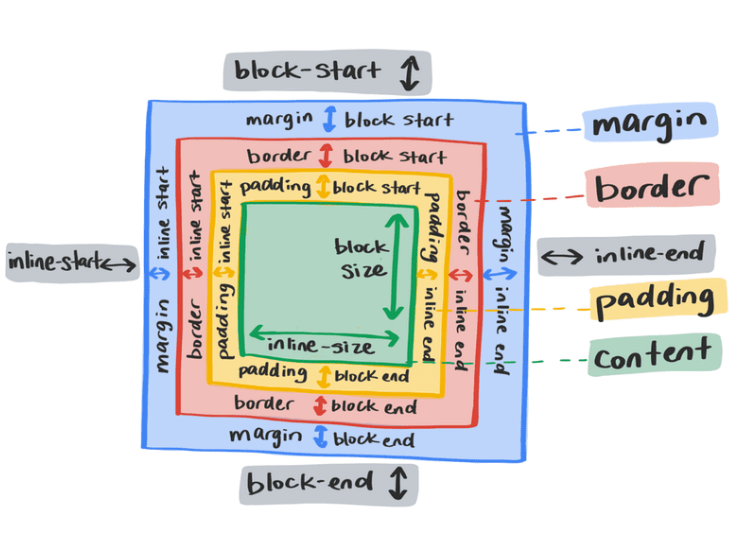 block-start
margin block start
margin
border block start
border
padding block start
inline start
inline start
inline start
padding
border
margin
block
size
inline-start
inline-end
margin
border
padding
inline end
inline end
inline end
padding
inline-size
content
padding block end
border block end
margin block end
block-end